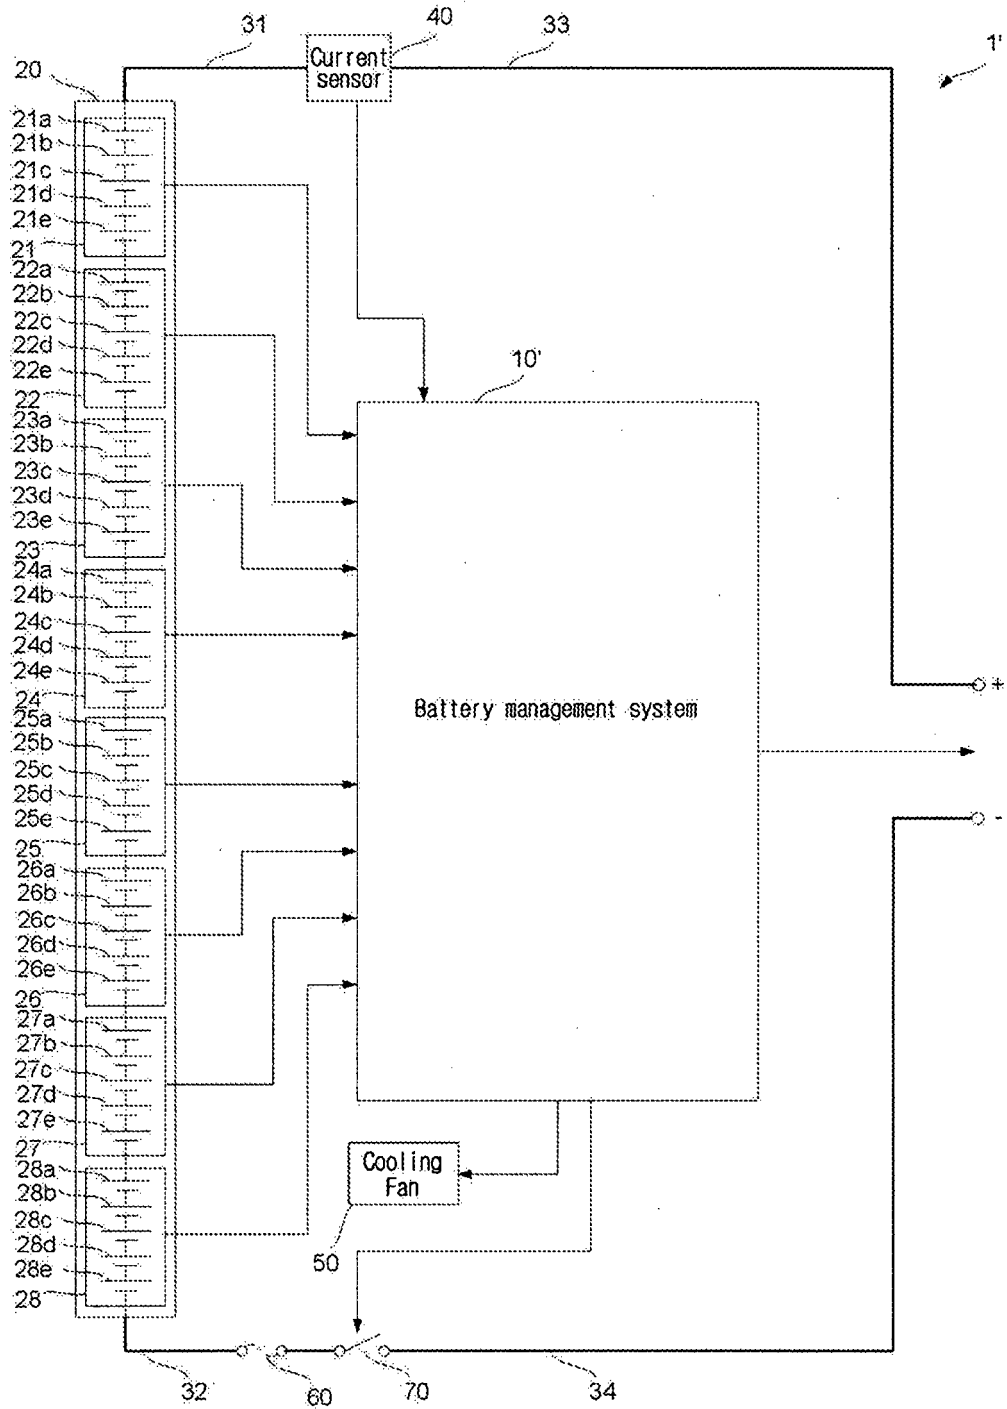 31
40
33
1'
Current
sensor
20
21a
21b
21c
21d
21e
21
22a
22b
22c
22d
22e
22
10'
23a
23b
23c
23d
23e
23
24a
24b
24c
24d
24e
24
+
Battery management system
25a
25b
25c
25d
25e
25
-
26a
26b
26c
26d
26e
26
27a
27b
27c
27d
27e
27
Cooling
Fan
28a
28b
28c
28d
28e
28
50
32
60
70
34